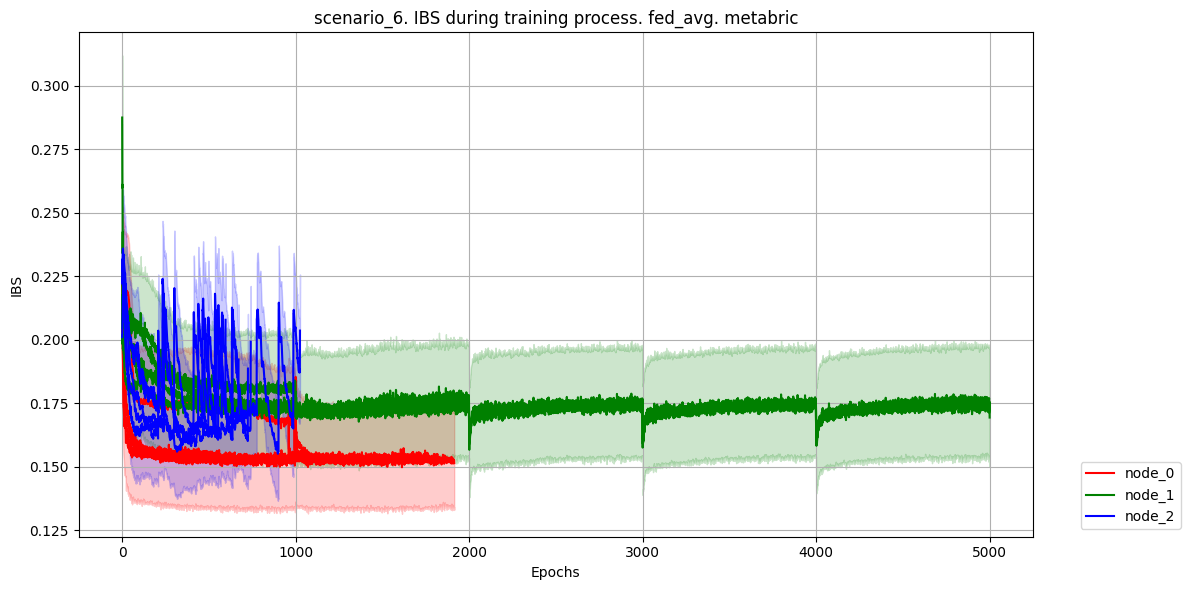 scenario_6. IBS during training process. fed_avg. metabric
0.300
0.275
0.250
0.225
0.200
0.175
0.150
0.125
IBS
0 1000 2000 3000 4000 5000
Epochs
node_0
node_1
node_2